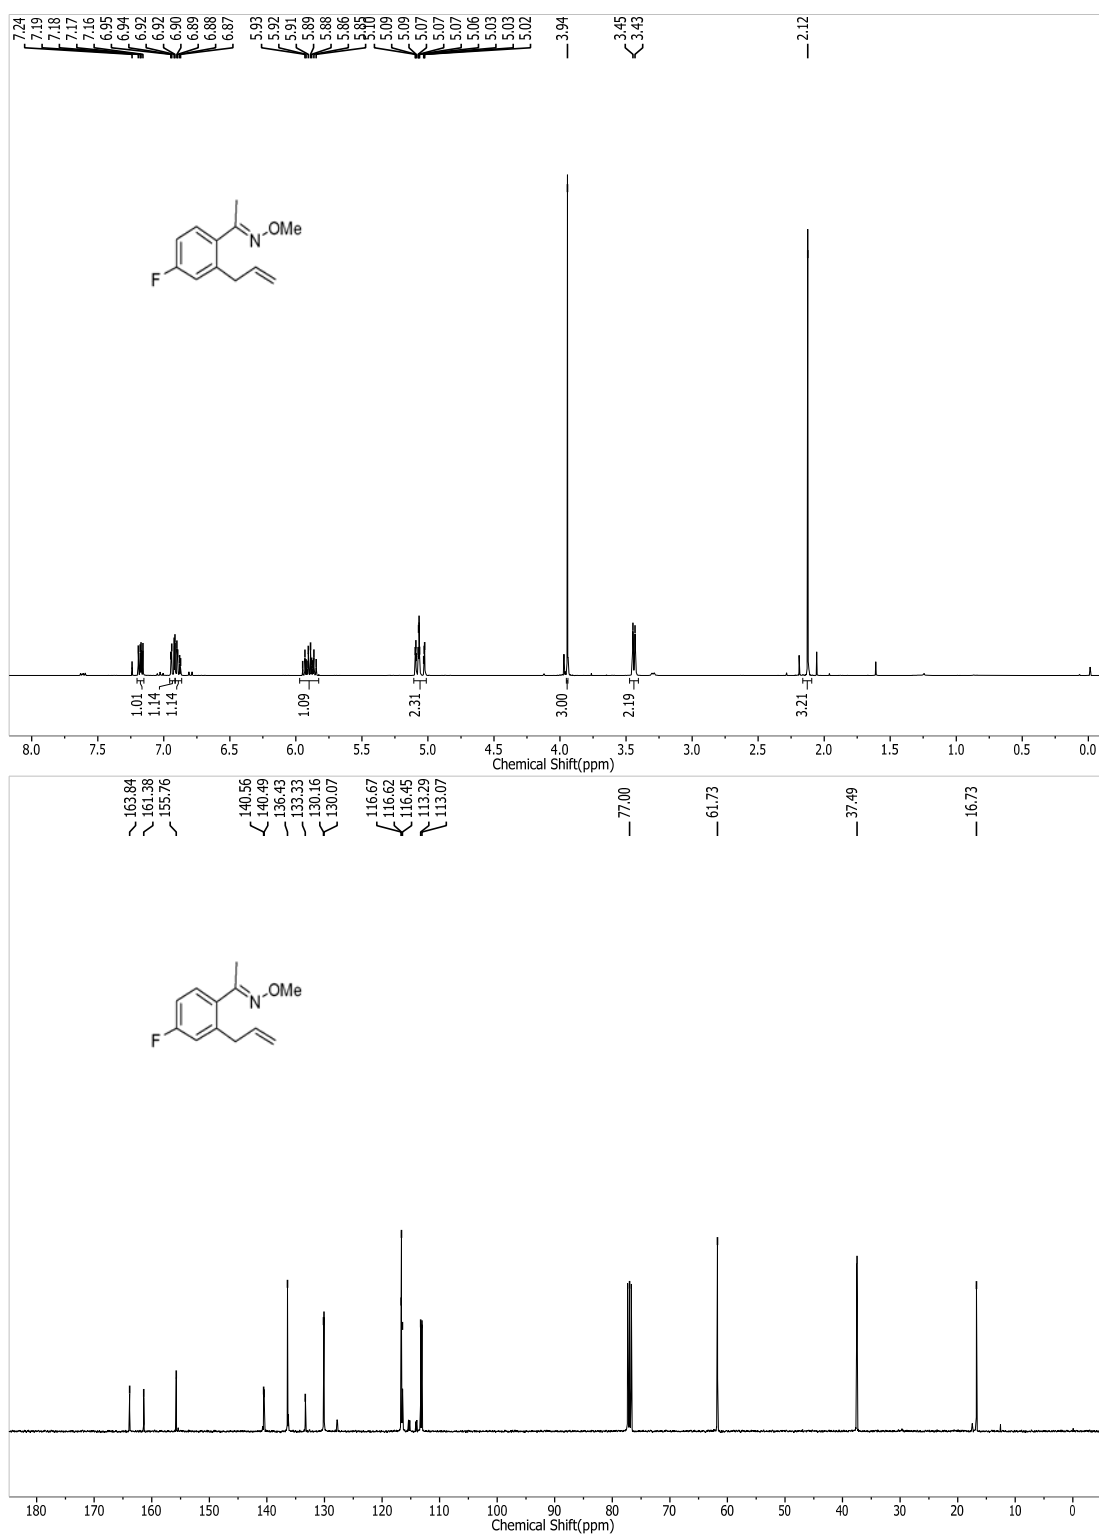 7.24 7.19 7.18 7.17 7.16 6.95 6.94 6.92 6.92 6.90 6.89 6.88 6.87 5.93 5.92 5.91 5.89 5.88 5.86 5.85 5.10 5.09 5.09 5.07 5.07 5.07 5.06 5.03 5.03 5.02 3.94 3.45 3.43 2.12
OMe
N
F
1.01 1.14 1.14 1.09 2.31 3.00 2.19 3.21
8.0 7.5 7.0 6.5 6.0 5.5 5.0 4.5 4.0 3.5 3.0 2.5 2.0 1.5 1.0 0.5 0.0
Chemical Shift(ppm)
163.84 161.38 155.76 140.56 140.49 136.43 133.33 130.16 130.07 116.67 116.62 116.45 113.29 113.07 77.00 61.73 37.49 16.73
OMe
N
F
180 170 160 150 140 130 120 110 100 90 80 70 60 50 40 30 20 10 0
Chemical Shift(ppm)